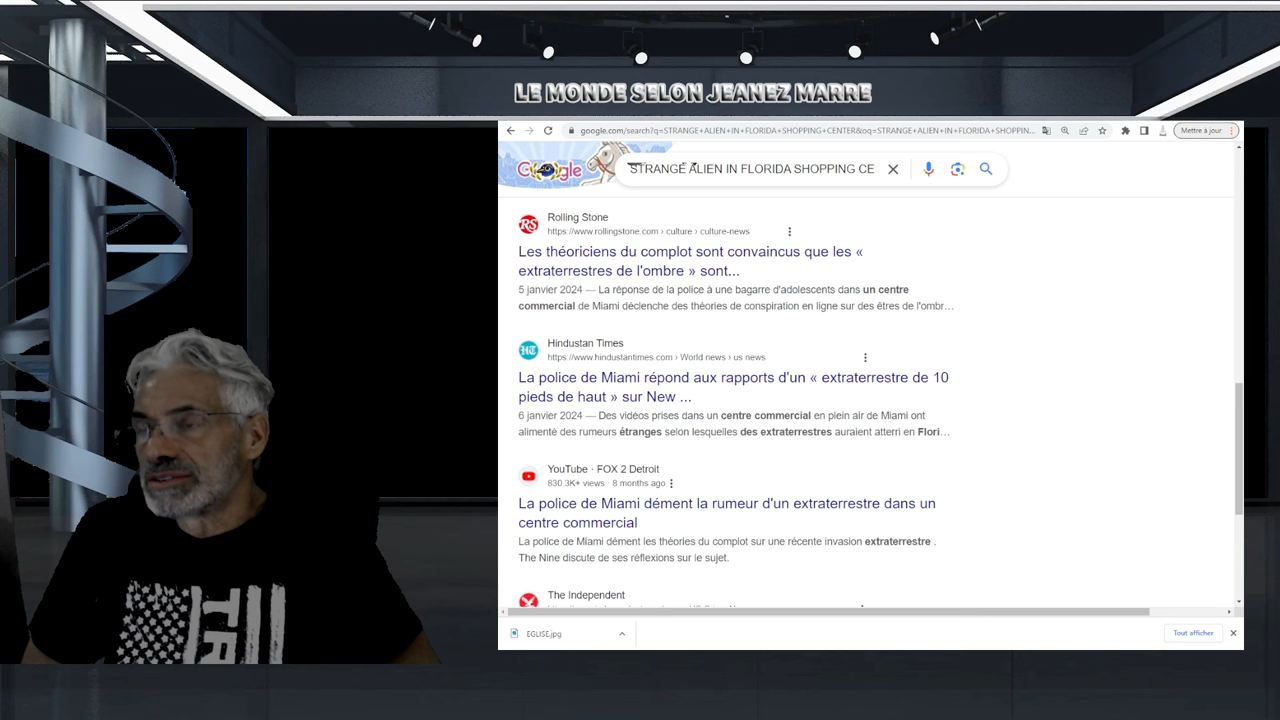 LE MONDE SELON JEANEZ MARRE
google.com/search?q=STRANGE+ALIEN+IN+FLORIDA+SHOPPING+CENTER&oq=STRANGE+ALIEN+IN+FLORIDA+SHOPPIN...
Mettre à jour
Google
STRANGE ALIEN IN FLORIDA SHOPPING CE
RS
Rolling Stone
https://www.rollingstone.com › culture › culture-news
Les théoriciens du complot sont convaincus que les «
extraterrestres de l'ombre » sont...
5 janvier 2024 — La réponse de la police à une bagarre d'adolescents dans un centre
commercial de Miami déclenche des théories de conspiration en ligne sur des êtres de l'ombr...
HT
Hindustan Times
https://www.hindustantimes.com › World news › us news
La police de Miami répond aux rapports d'un « extraterrestre de 10
pieds de haut » sur New ...
6 janvier 2024 — Des vidéos prises dans un centre commercial en plein air de Miami ont
alimenté des rumeurs étranges selon lesquelles des extraterrestres auraient atterri en Flori...
YouTube · FOX 2 Detroit
830.3K+ views · 8 months ago
La police de Miami dément la rumeur d'un extraterrestre dans un
centre commercial
La police de Miami dément les théories du complot sur une récente invasion extraterrestre .
The Nine discute de ses réflexions sur le sujet.
The Independent
EGLISE.jpg
Tout afficher
TR